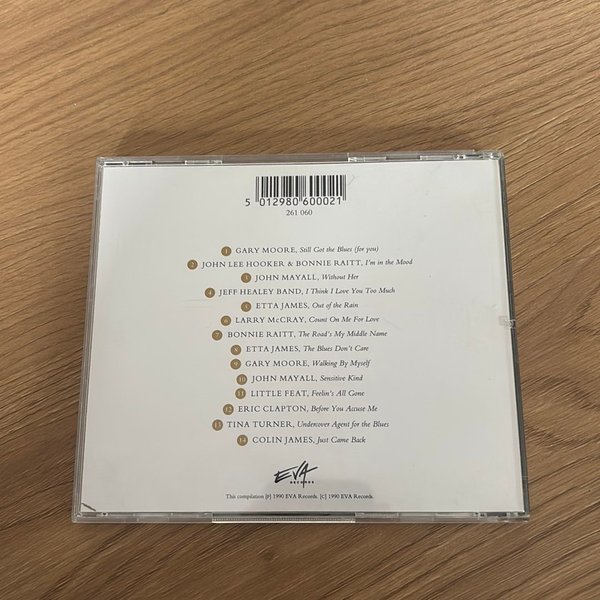 5 012980 600021
261 060
1 GARY MOORE, Still Got the Blues (for you)
2 JOHN LEE HOOKER & BONNIE RAITT, I'm in the Mood
3 JOHN MAYALL, Without Her
4 JEFF HEALEY BAND, I Think I Love You Too Much
5 ETTA JAMES, Out of the Rain
6 LARRY McCRAY, Count On Me For Love
7 BONNIE RAITT, The Road's My Middle Name
8 ETTA JAMES, The Blues Don't Care
9 GARY MOORE, Walking By Myself
10 JOHN MAYALL, Sensitive Kind
11 LITTLE FEAT, Feelin's All Gone
12 ERIC CLAPTON, Before You Accuse Me
13 TINA TURNER, Undercover Agent for the Blues
14 COLIN JAMES, Just Came Back
EVA
RECORDS
This compilation ℗ 1990 EVA Records. © 1990 EVA Records.